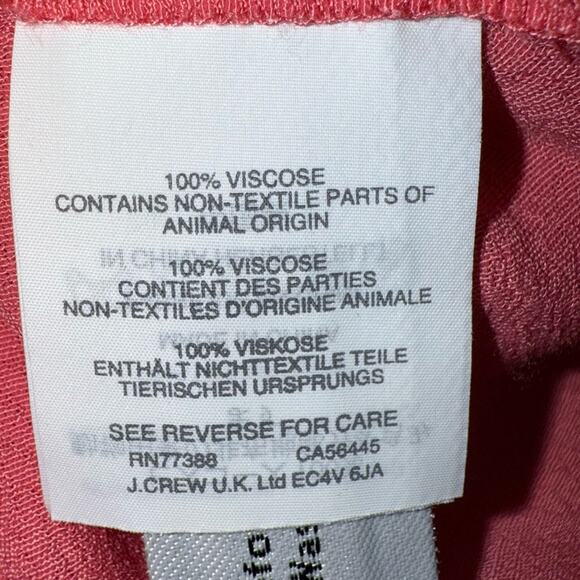 100% VISCOSE
CONTAINS NON-TEXTILE PARTS OF
ANIMAL ORIGIN
100% VISCOSE
CONTIENT DES PARTIES
NON-TEXTILES D'ORIGINE ANIMALE
100% VISKOSE
ENTHÄLT NICHTTEXTILE TEILE
TIERISCHEN URSPRUNGS
SEE REVERSE FOR CARE
RN77388 CA56445
J.CREW U.K. Ltd EC4V 6JA